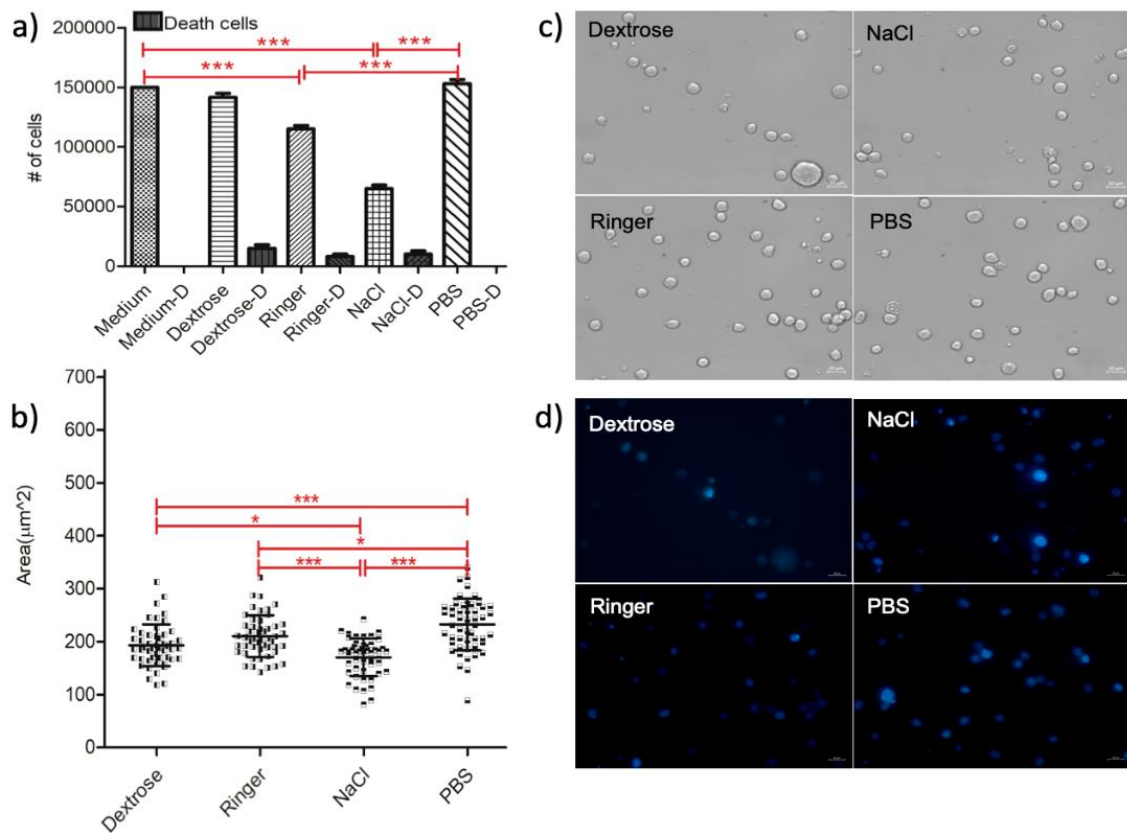 a)
Death cells
200000
150000
100000
50000
0
# of cells
***
***
***
***
Medium
Medium-D
Dextrose
Dextrose-D
Ringer
Ringer-D
NaCl
NaCl-D
PBS
PBS-D
b)
700
600
500
400
300
200
100
0
Area(μm^2)
***
*
*
***
***
Dextrose
Ringer
NaCl
PBS
c)
Dextrose
NaCl
Ringer
PBS
d)
Dextrose
NaCl
Ringer
PBS